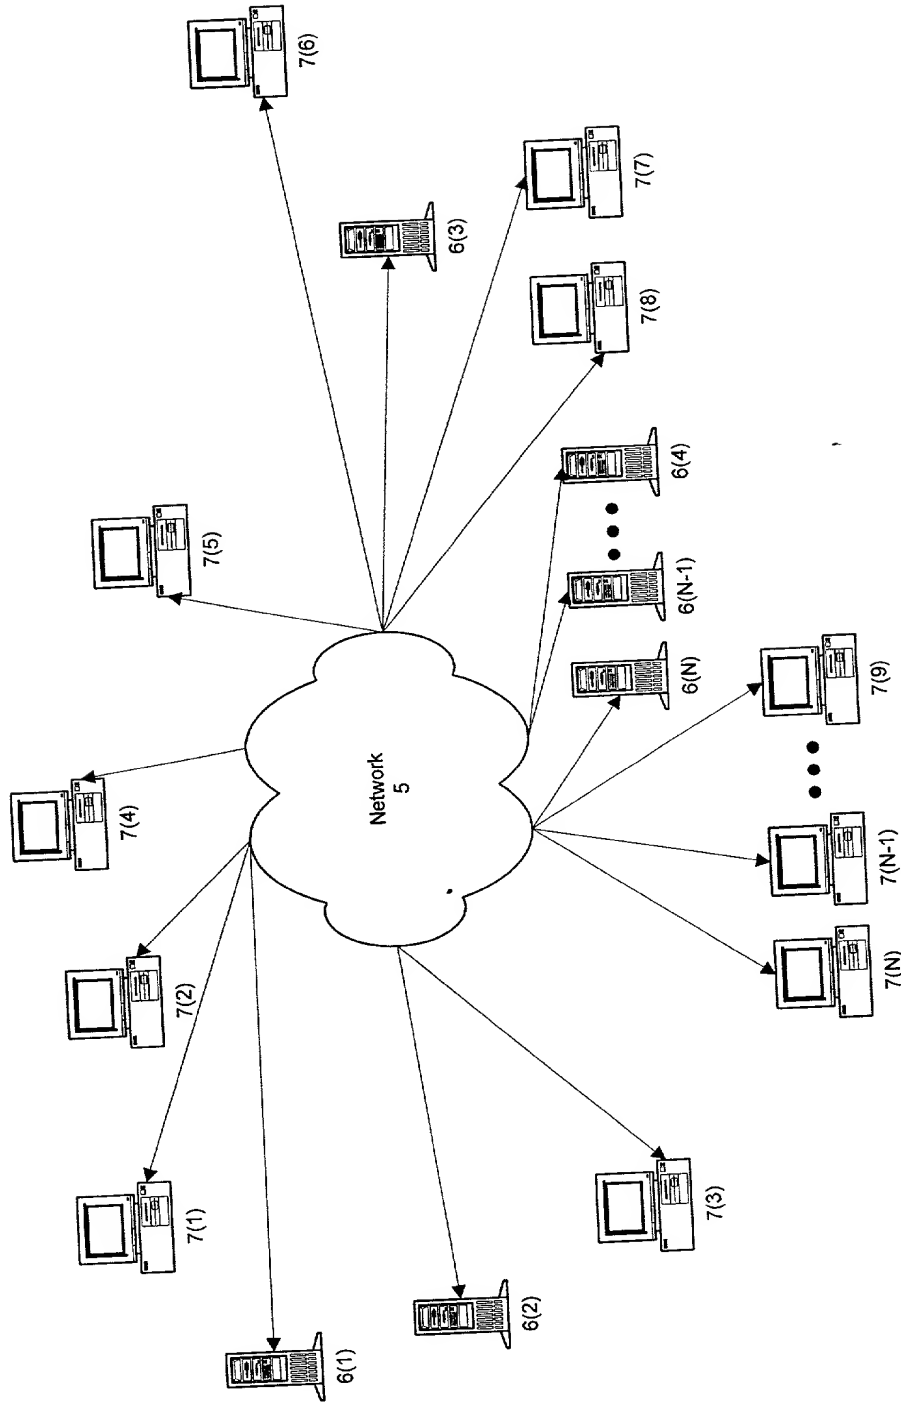 7(6)
6(3)
7(7)
7(8)
7(5)
6(4)
6(N-1)
6(N)
7(9)
7(4)
Network
5
7(N-1)
7(2)
7(N)
7(1)
7(3)
6(2)
6(1)